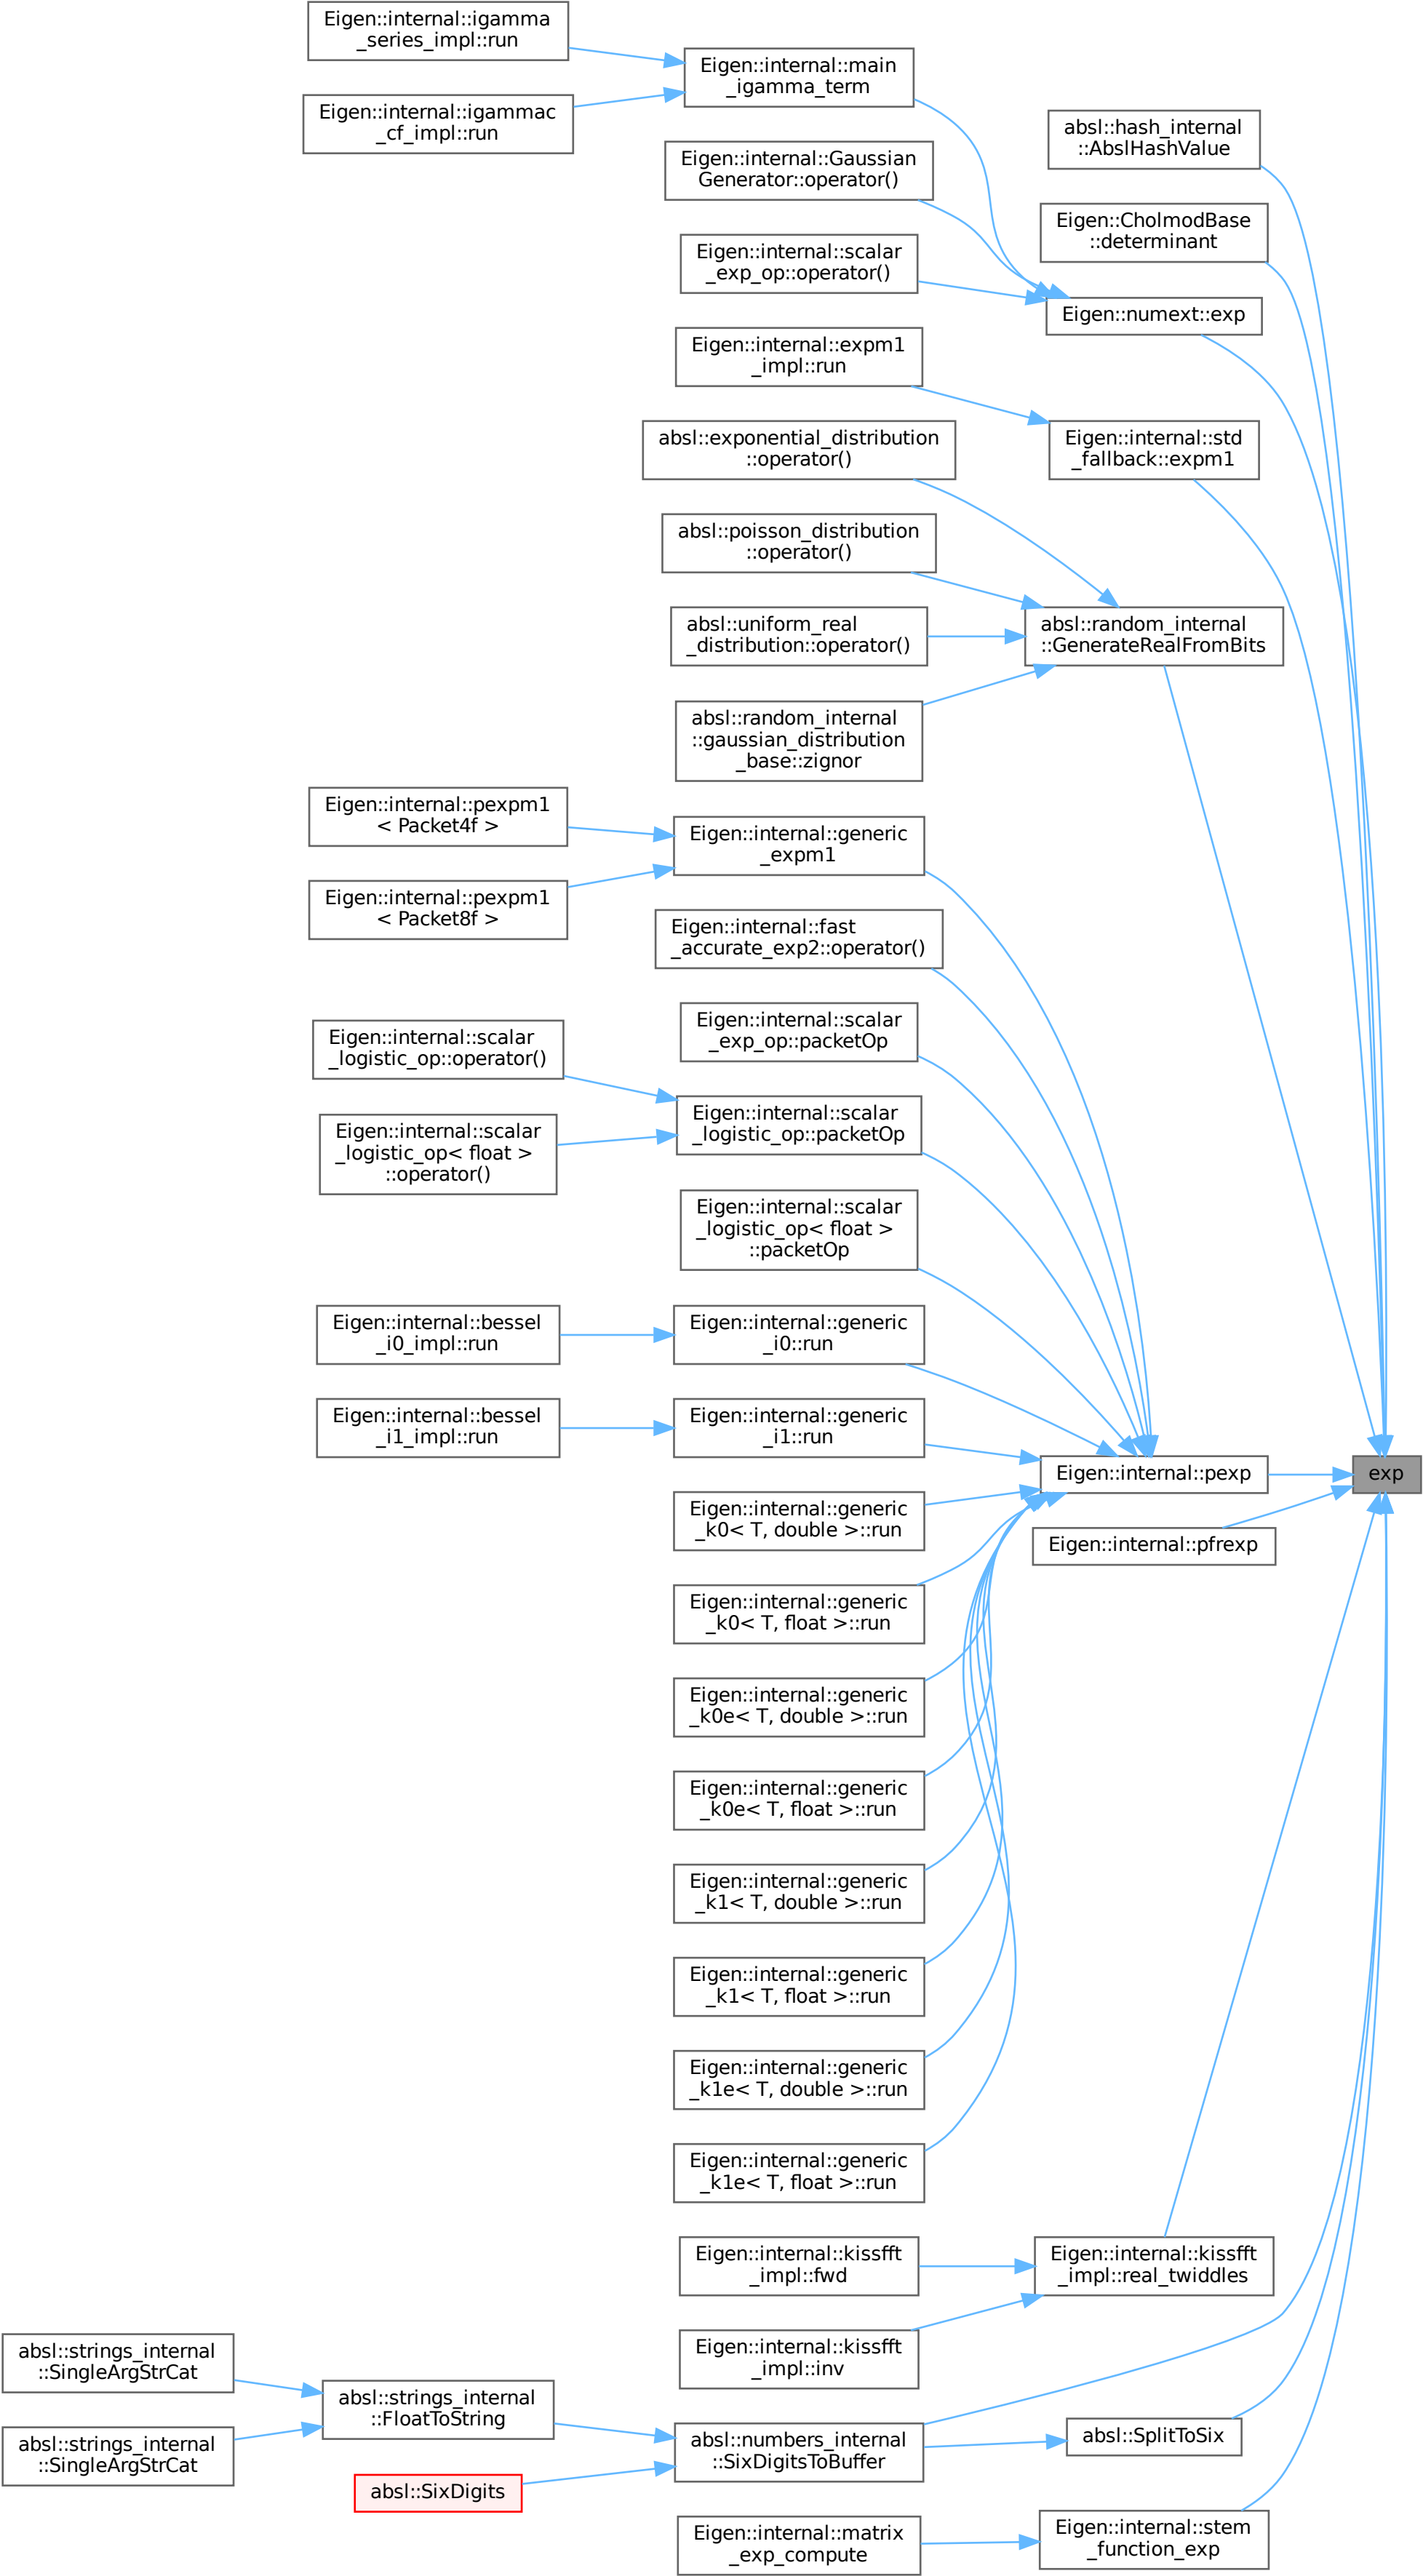 Eigen::internal::igamma
_series_impl::run
Eigen::internal::igammac
_cf_impl::run
Eigen::internal::main
_igamma_term
Eigen::internal::Gaussian
Generator::operator()
Eigen::internal::scalar
_exp_op::operator()
Eigen::internal::expm1
_impl::run
absl::exponential_distribution
::operator()
absl::poisson_distribution
::operator()
absl::uniform_real
_distribution::operator()
absl::random_internal
::gaussian_distribution
_base::zignor
absl::hash_internal
::AbslHashValue
Eigen::CholmodBase
::determinant
Eigen::numext::exp
Eigen::internal::std
_fallback::expm1
absl::random_internal
::GenerateRealFromBits
Eigen::internal::pexpm1
< Packet4f >
Eigen::internal::pexpm1
< Packet8f >
Eigen::internal::generic
_expm1
Eigen::internal::fast
_accurate_exp2::operator()
Eigen::internal::scalar
_exp_op::packetOp
Eigen::internal::scalar
_logistic_op::operator()
Eigen::internal::scalar
_logistic_op< float >
::operator()
Eigen::internal::scalar
_logistic_op::packetOp
Eigen::internal::scalar
_logistic_op< float >
::packetOp
Eigen::internal::bessel
_i0_impl::run
Eigen::internal::generic
_i0::run
Eigen::internal::bessel
_i1_impl::run
Eigen::internal::generic
_i1::run
Eigen::internal::pexp
exp
Eigen::internal::pfrexp
Eigen::internal::generic
_k0< T, double >::run
Eigen::internal::generic
_k0< T, float >::run
Eigen::internal::generic
_k0e< T, double >::run
Eigen::internal::generic
_k0e< T, float >::run
Eigen::internal::generic
_k1< T, double >::run
Eigen::internal::generic
_k1< T, float >::run
Eigen::internal::generic
_k1e< T, double >::run
Eigen::internal::generic
_k1e< T, float >::run
Eigen::internal::kissfft
_impl::fwd
Eigen::internal::kissfft
_impl::inv
Eigen::internal::kissfft
_impl::real_twiddles
absl::strings_internal
::SingleArgStrCat
absl::strings_internal
::SingleArgStrCat
absl::strings_internal
::FloatToString
absl::SixDigits
absl::numbers_internal
::SixDigitsToBuffer
absl::SplitToSix
Eigen::internal::matrix
_exp_compute
Eigen::internal::stem
_function_exp